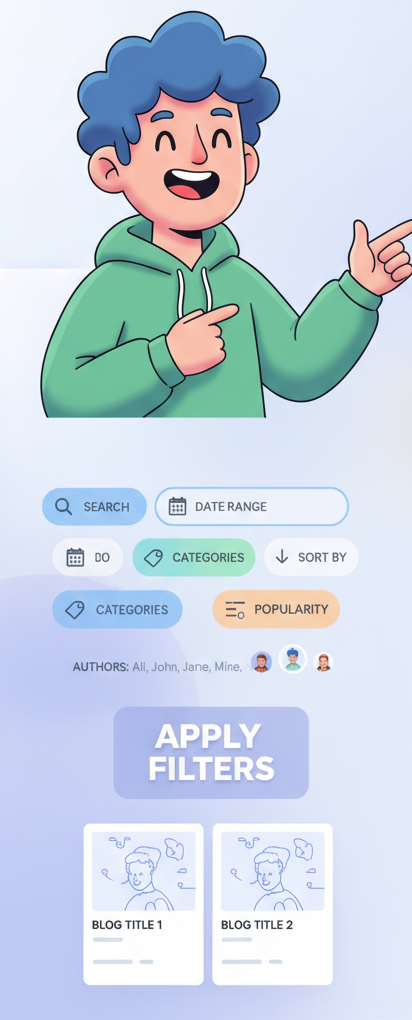 SEARCH
DATE RANGE
DO
CATEGORIES
SORT BY
CATEGORIES
POPULARITY
AUTHORS: Ali, John, Jane, Mine.
APPLY
FILTERS
BLOG TITLE 1
BLOG TITLE 2